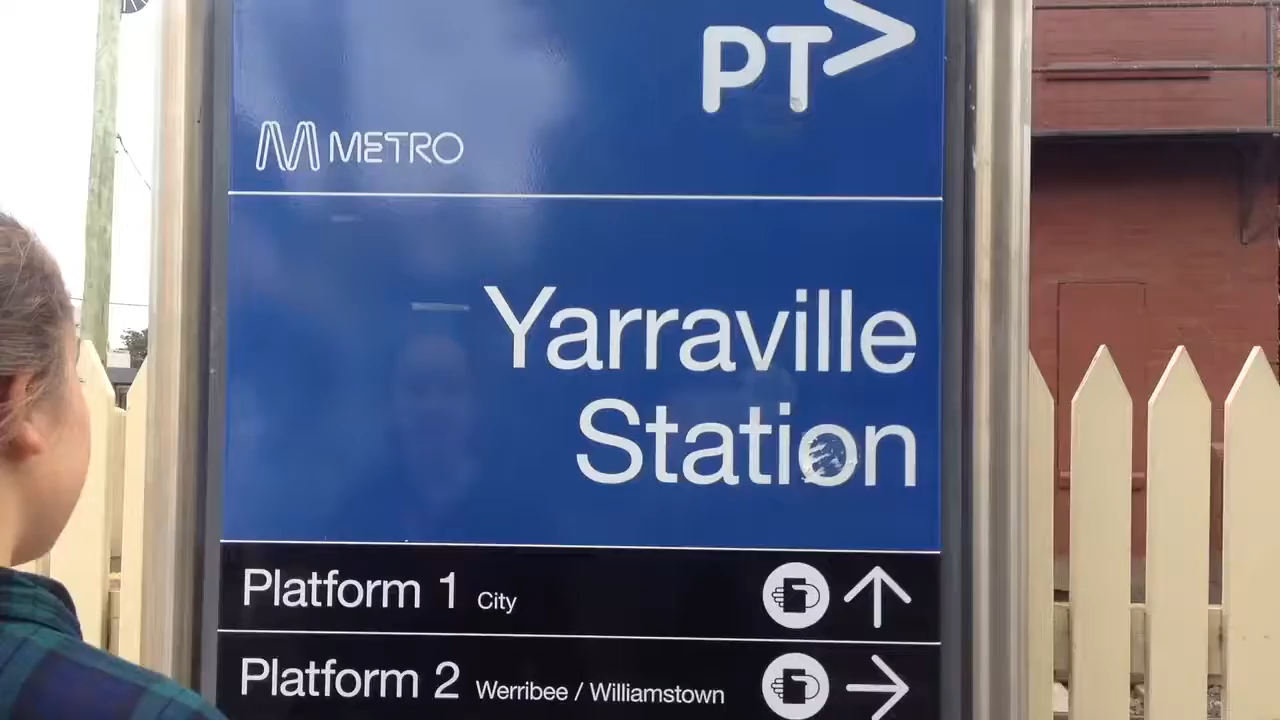 PT>
METRO
Yarraville
Station
Platform 1 City
Platform 2 Werribee / Williamstown